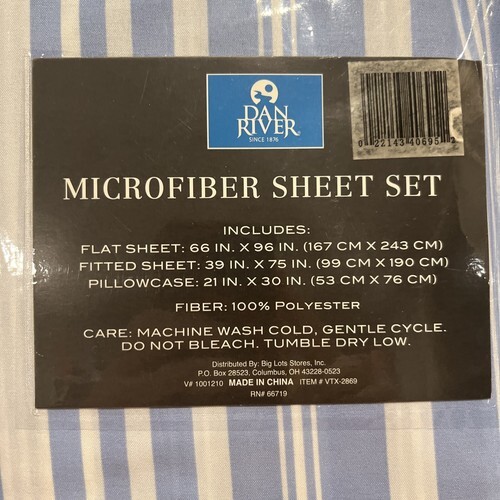 DAN
RIVER®
SINCE 1876
0 22143 40695 2
MICROFIBER SHEET SET
INCLUDES:
FLAT SHEET: 66 IN. X 96 IN. (167 CM X 243 CM)
FITTED SHEET: 39 IN. X 75 IN. (99 CM X 190 CM)
PILLOWCASE: 21 IN. X 30 IN. (53 CM X 76 CM)
FIBER: 100% POLYESTER
CARE: MACHINE WASH COLD, GENTLE CYCLE.
DO NOT BLEACH. TUMBLE DRY LOW.
Distributed By: Big Lots Stores, Inc.
P.O. Box 28523, Columbus, OH 43228-0523
V# 1001210 MADE IN CHINA ITEM # VTX-2869
RN# 66719